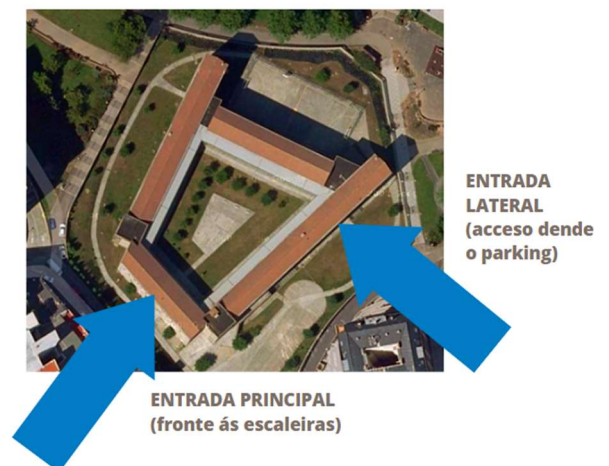 ENTRADA
LATERAL
(acceso dende
o parking)
ENTRADA PRINCIPAL
(fronte ás escaleiras)